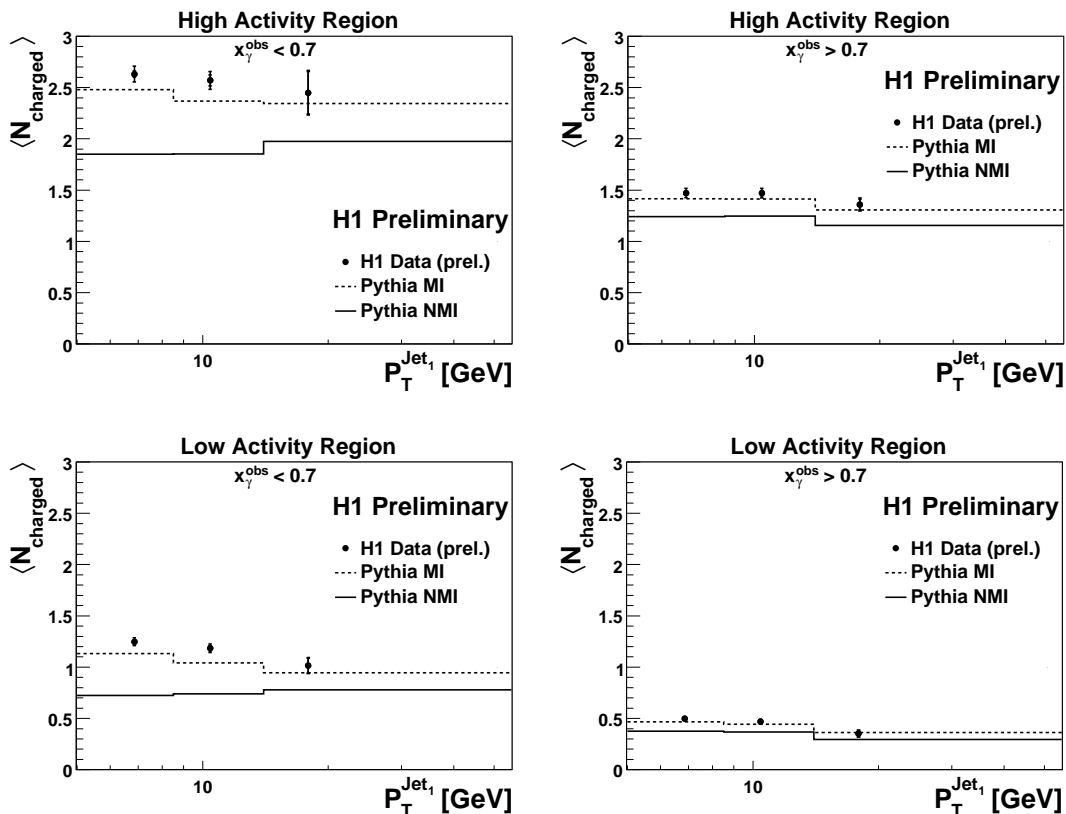 High Activity Region
x_γ^obs < 0.7
⟨N_charged⟩
3
2.5
2
1.5
1
0.5
0
H1 Preliminary
H1 Data (prel.)
Pythia MI
Pythia NMI
10
P_T^Jet_1 [GeV]
High Activity Region
x_γ^obs > 0.7
⟨N_charged⟩
3
2.5
2
1.5
1
0.5
0
H1 Preliminary
H1 Data (prel.)
Pythia MI
Pythia NMI
10
P_T^Jet_1 [GeV]
Low Activity Region
x_γ^obs < 0.7
⟨N_charged⟩
3
2.5
2
1.5
1
0.5
0
H1 Preliminary
H1 Data (prel.)
Pythia MI
Pythia NMI
10
P_T^Jet_1 [GeV]
Low Activity Region
x_γ^obs > 0.7
⟨N_charged⟩
3
2.5
2
1.5
1
0.5
0
H1 Preliminary
H1 Data (prel.)
Pythia MI
Pythia NMI
10
P_T^Jet_1 [GeV]